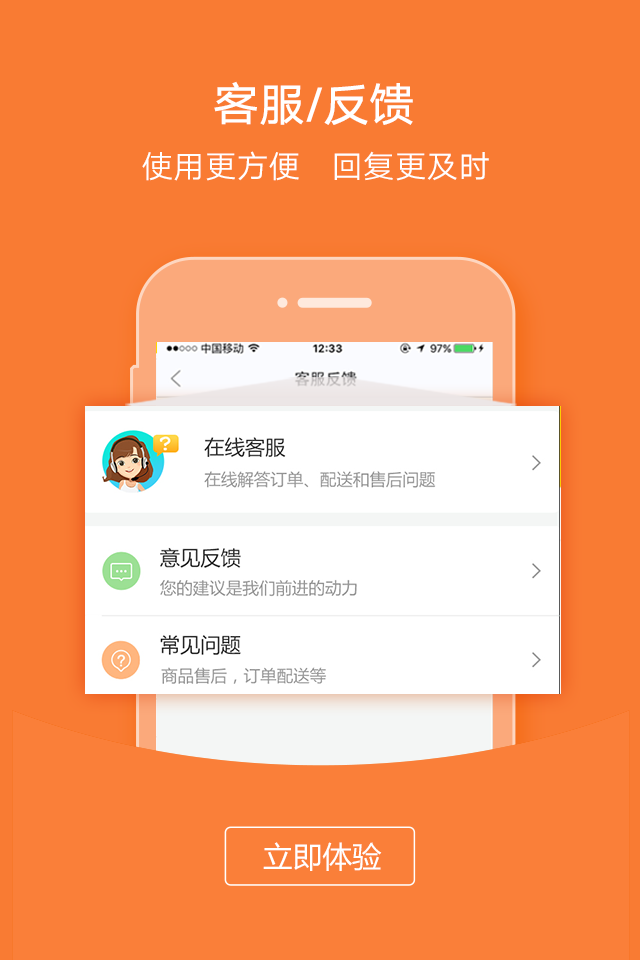 客服/反馈
使用更方便 回复更及时
中国移动 12:33 97%
客服反馈
?
在线客服
在线解答订单、配送和售后问题
意见反馈
您的建议是我们前进的动力
常见问题
?
商品售后，订单配送等
立即体验